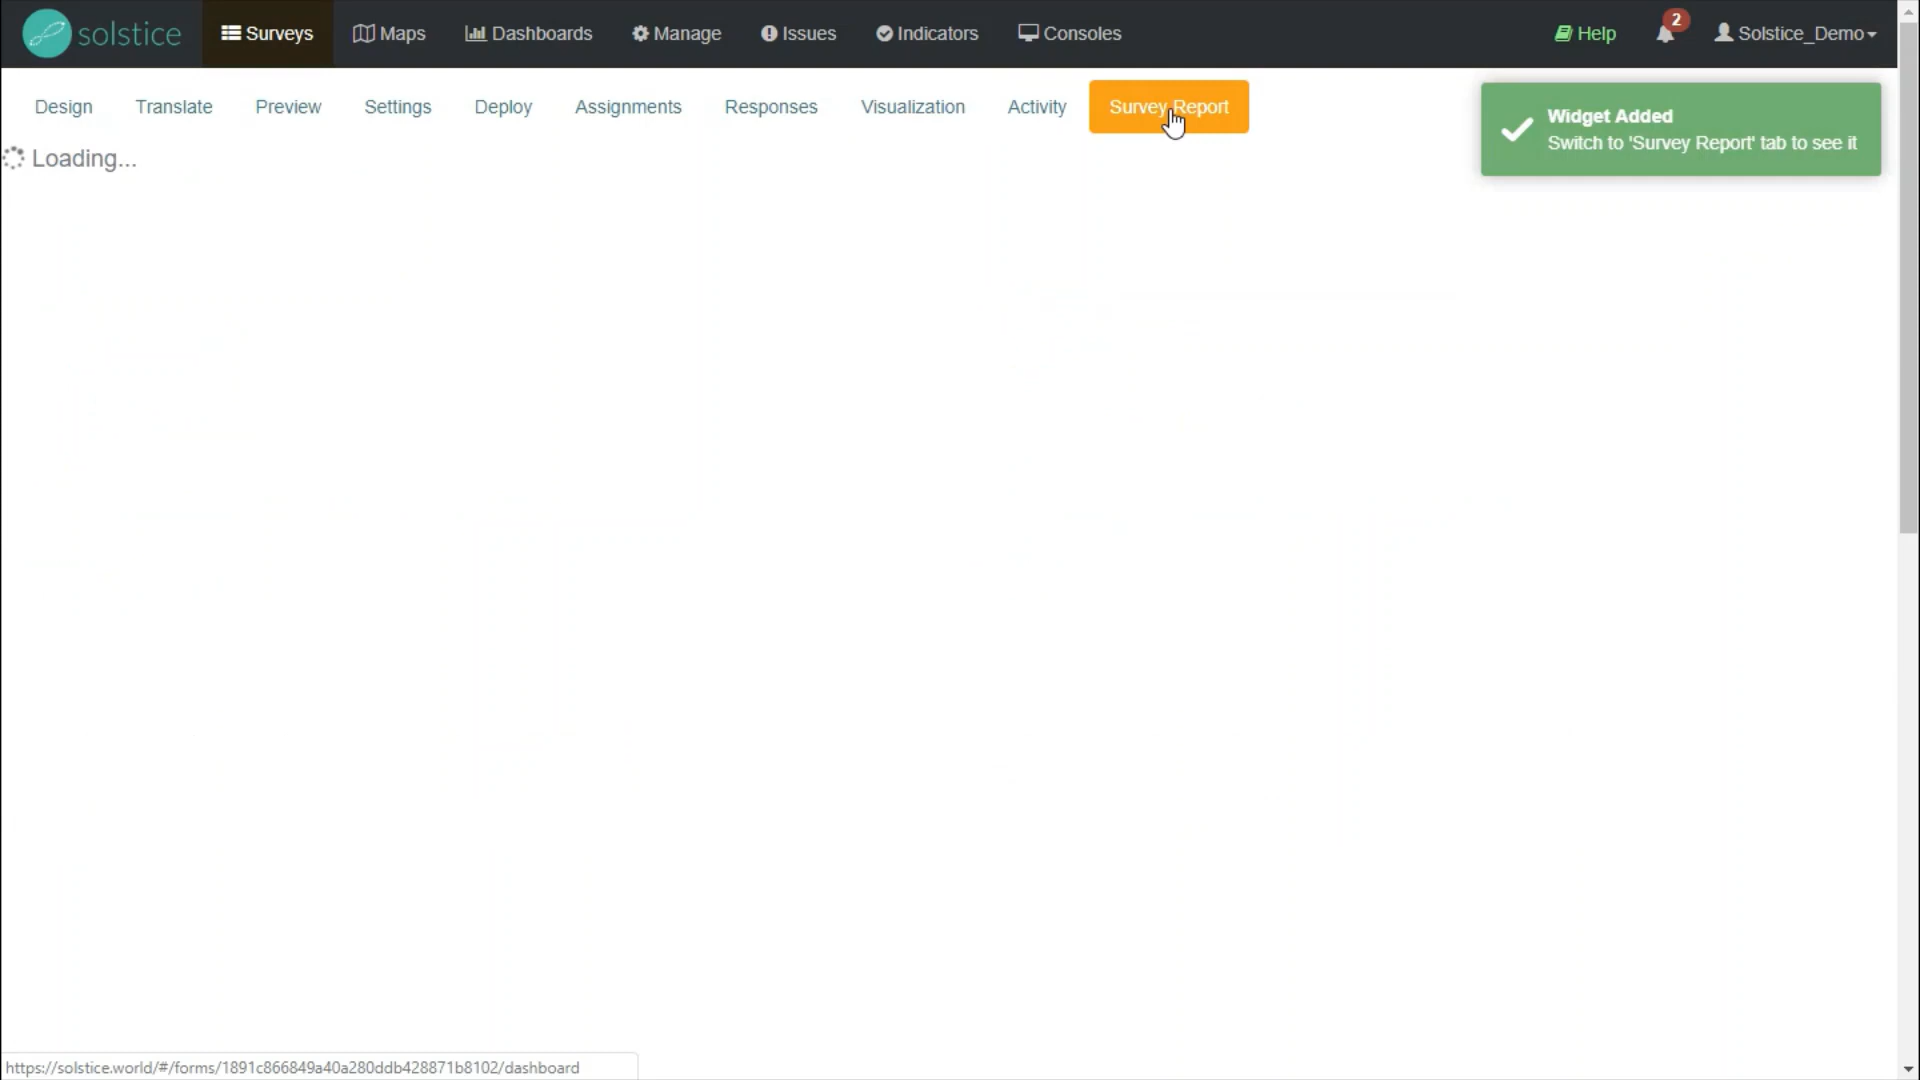 solstice Surveys Maps Dashboards Manage Issues Indicators Consoles Help 2 Solstice_Demo
Design Translate Preview Settings Deploy Assignments Responses Visualization Activity Survey Report
Widget Added
Switch to 'Survey Report' tab to see it
Loading...
https://solstice.world/#/forms/1891c866849a40a280ddb428871b8102/dashboard